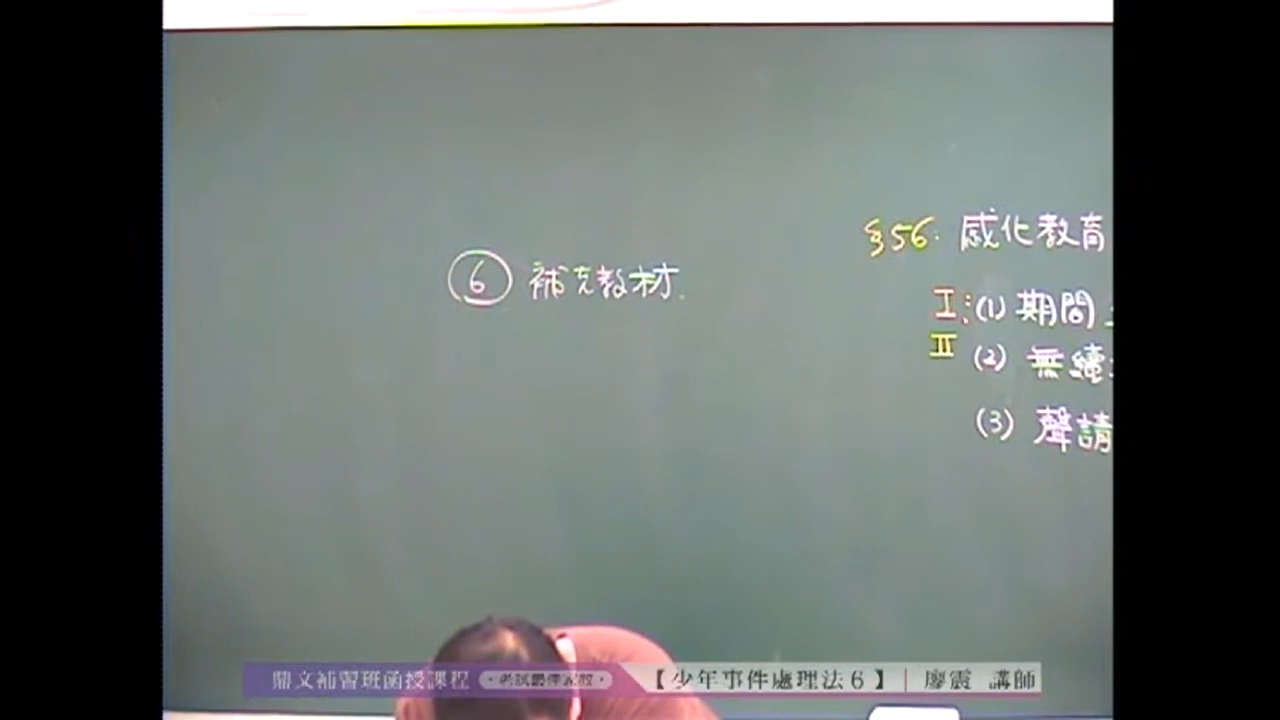 ⑥ 補充教材.
§56. 感化教育
I:(1) 期間
II (2) 無繼
(3) 聲請
鼎文補習班函授課程
【少年事件處理法6】｜廖震 講師